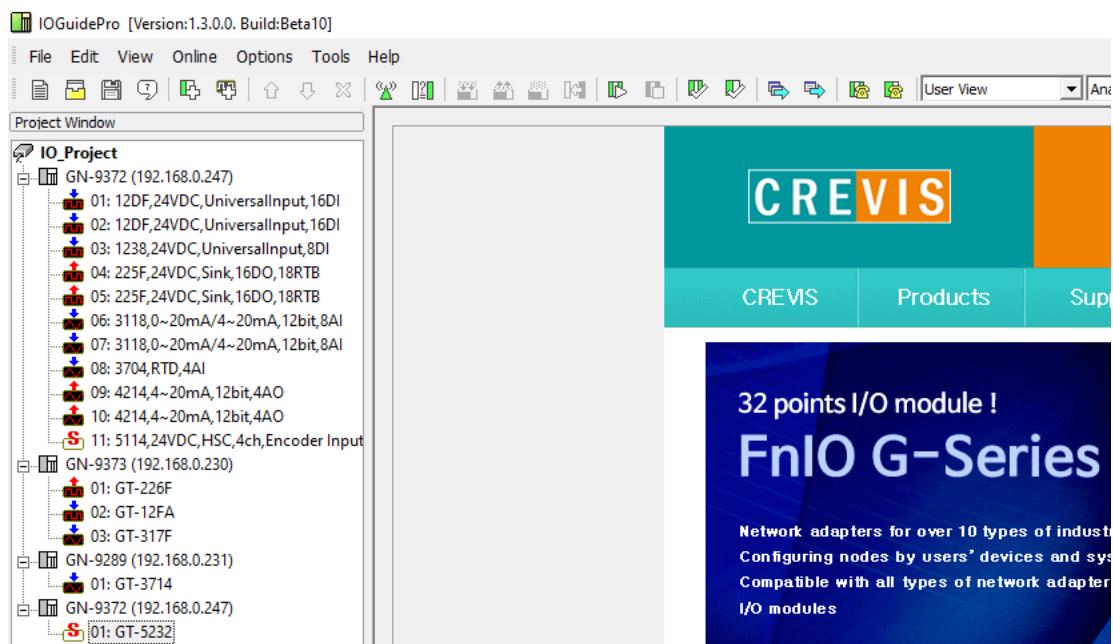 IOGuidePro [Version:1.3.0.0. Build:Beta10]
File Edit View Online Options Tools Help
User View
Project Window
IO_Project
GN-9372 (192.168.0.247)
01: 12DF,24VDC,UniversalInput,16DI
02: 12DF,24VDC,UniversalInput,16DI
03: 1238,24VDC,UniversalInput,8DI
04: 225F,24VDC,Sink,16DO,18RTB
05: 225F,24VDC,Sink,16DO,18RTB
06: 3118,0~20mA/4~20mA,12bit,8AI
07: 3118,0~20mA/4~20mA,12bit,8AI
08: 3704,RTD,4AI
09: 4214,4~20mA,12bit,4AO
10: 4214,4~20mA,12bit,4AO
11: 5114,24VDC,HSC,4ch,Encoder Input
GN-9373 (192.168.0.230)
01: GT-226F
02: GT-12FA
03: GT-317F
GN-9289 (192.168.0.231)
01: GT-3714
GN-9372 (192.168.0.247)
01: GT-5232
CREVIS
CREVIS Products Supp
32 points I/O module !
FnIO G-Series
Network adapters for over 10 types of industr
Configuring nodes by users' devices and sys
Compatible with all types of network adapter
I/O modules